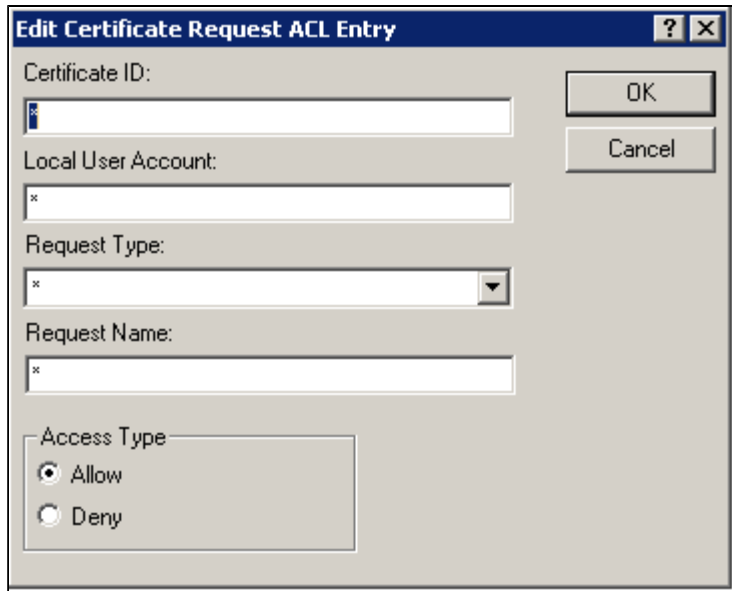 Edit Certificate Request ACL Entry
Certificate ID:
*
OK
Cancel
Local User Account:
*
Request Type:
*
Request Name:
*
Access Type
Allow
Deny